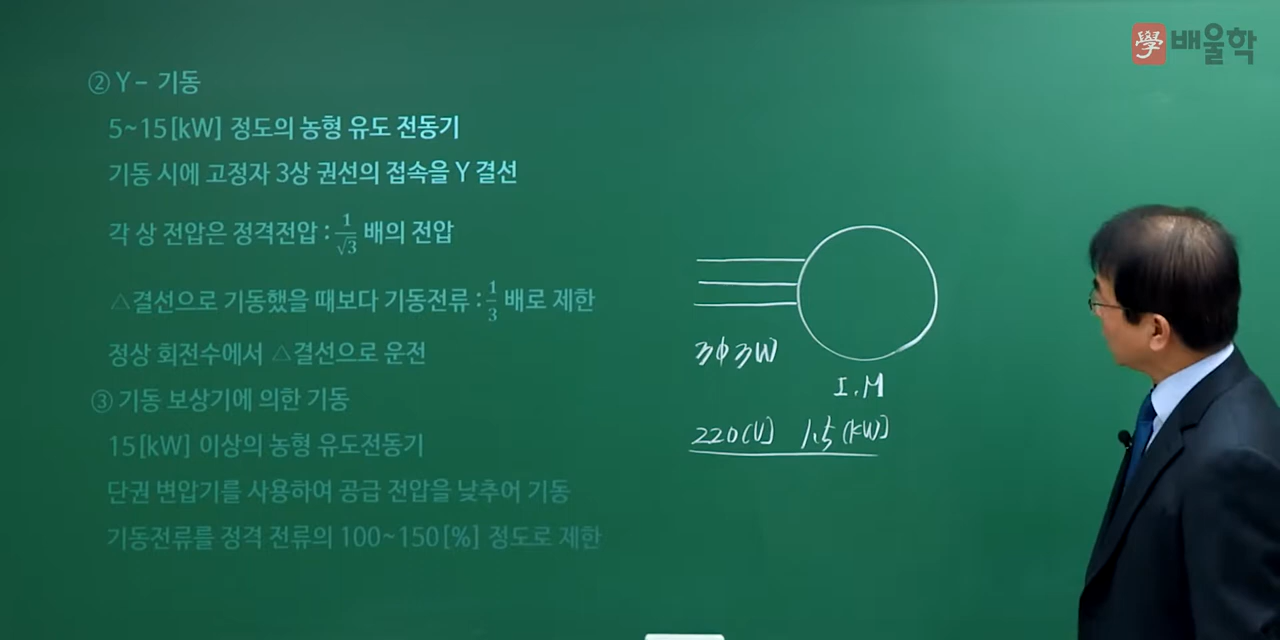 學 배울학
② Y – 기동
5~15[kW] 정도의 농형 유도 전동기
기동 시에 고정자 3상 권선의 접속을 Y 결선
각 상 전압은 정격전압 : 1/√3 배의 전압
△결선으로 기동했을 때보다 기동전류 : 1/3 배로 제한
정상 회전수에서 △결선으로 운전
③ 기동 보상기에 의한 기동
15[kW] 이상의 농형 유도전동기
단권 변압기를 사용하여 공급 전압을 낮추어 기동
기동전류를 정격 전류의 100~150[%] 정도로 제한
3φ3W
I.M
220[V] 1.5[kW]